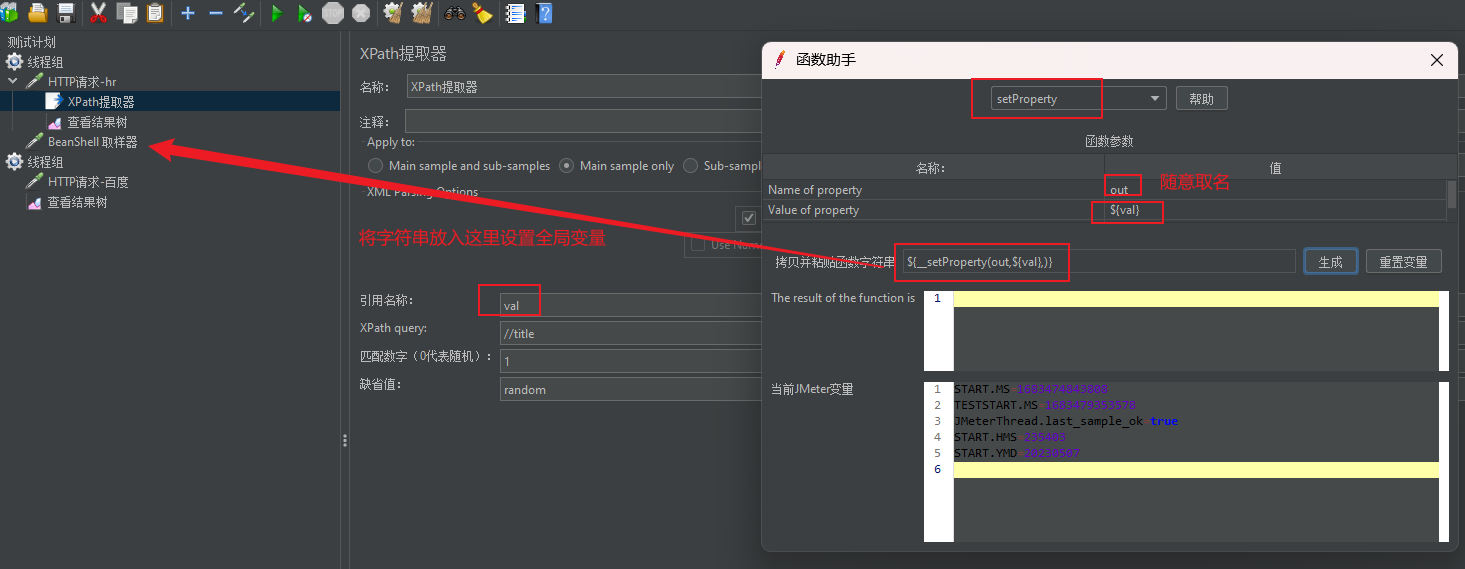 测试计划
线程组
HTTP请求-hr
XPath提取器
查看结果树
BeanShell 取样器
线程组
HTTP请求-百度
查看结果树
XPath提取器
名称:
XPath提取器
注释:
Apply to:
Main sample and sub-samples
Main sample only
Sub-sampl
XML Parsing Options
Use Nam
将字符串放入这里设置全局变量
引用名称:
val
XPath query:
//title
匹配数字（0代表随机）:
1
缺省值:
random
函数助手
setProperty
帮助
函数参数
名称:
值
Name of property
out
随意取名
Value of property
${val}
拷贝并粘贴函数字符串
${__setProperty(out,${val},)}
生成
重置变量
The result of the function is
1
当前JMeter变量
1 START.MS=1683474843808
2 TESTSTART.MS=1683479353578
3 JMeterThread.last_sample_ok=true
4 START.HMS=235403
5 START.YMD=20230507
6